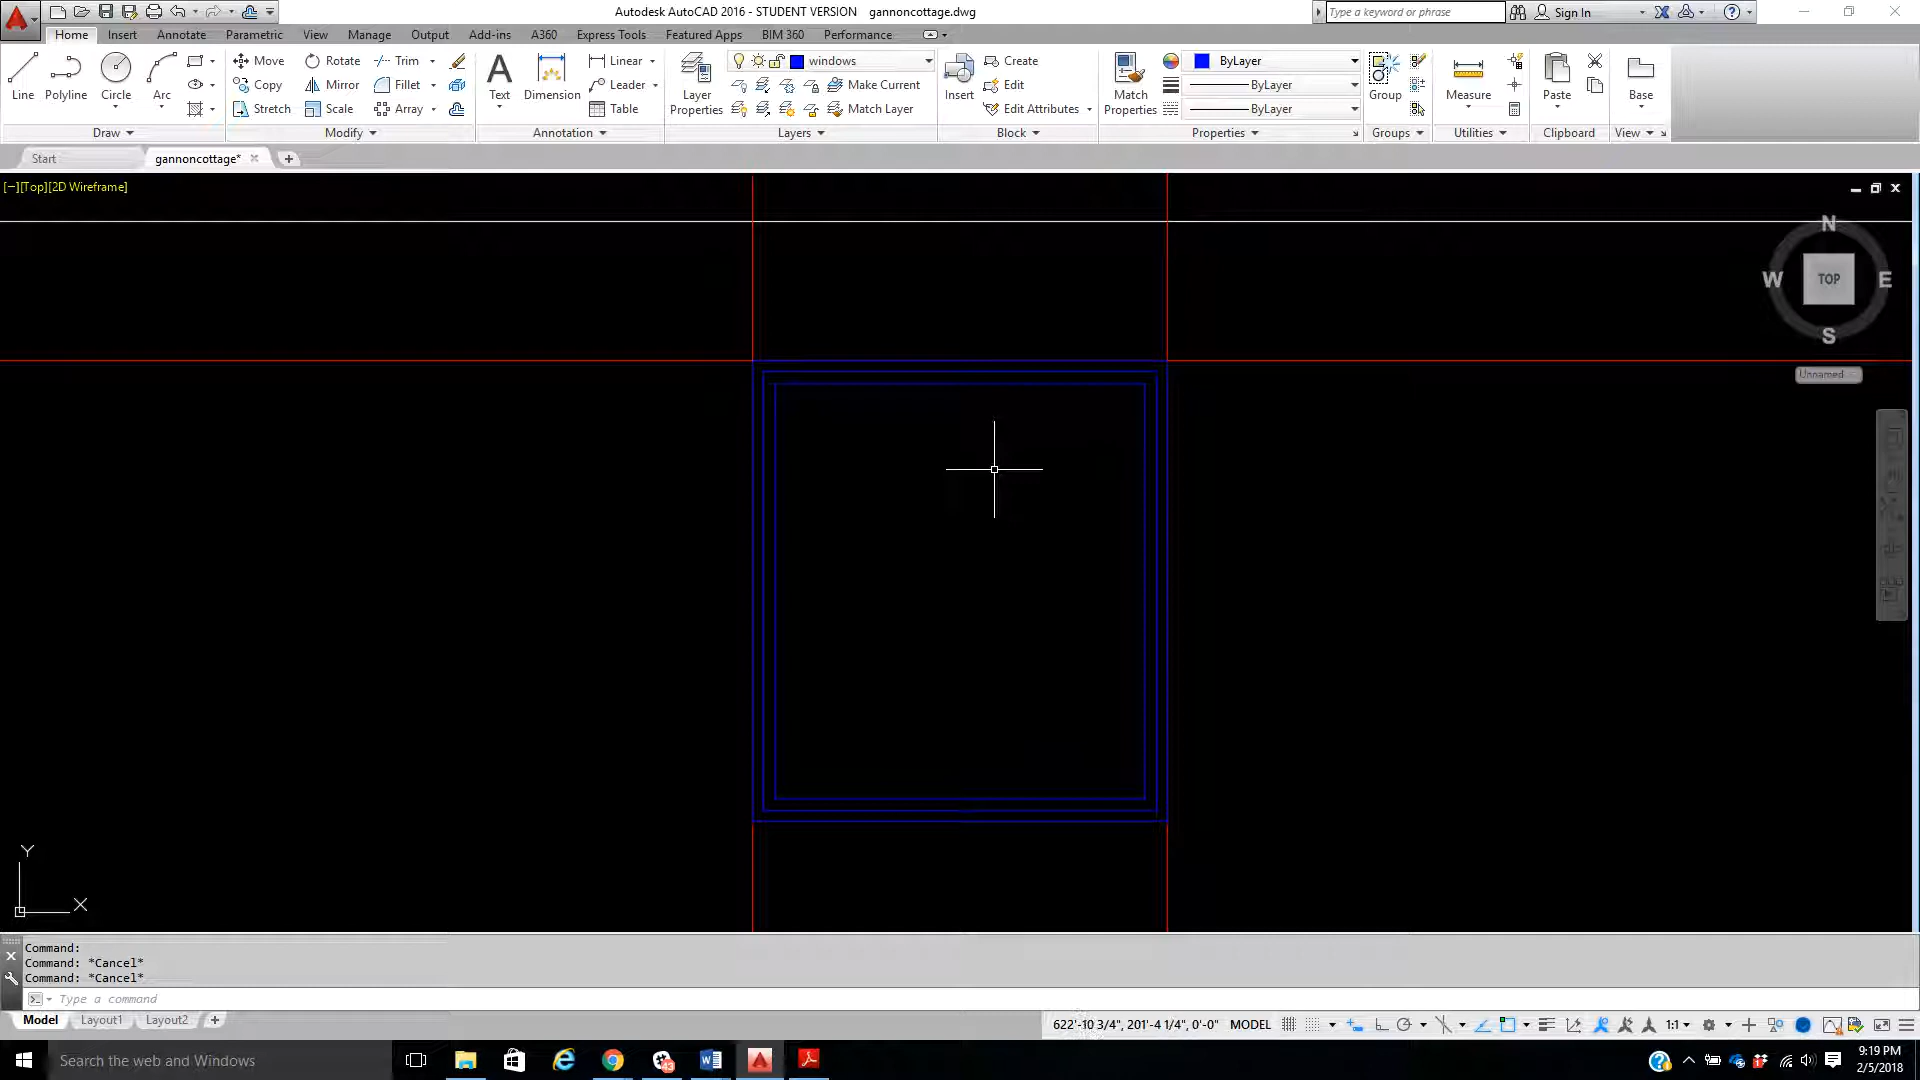 Autodesk AutoCAD 2016 - STUDENT VERSION gannoncottage.dwg
Type a keyword or phrase
Sign In
Home Insert Annotate Parametric View Manage Output Add-ins A360 Express Tools Featured Apps BIM 360 Performance
Line Polyline Circle Arc
Move Rotate Trim
Copy Mirror Fillet
Stretch Scale Array
Text Dimension
Linear
Leader
Table
Layer Properties
windows
Make Current
Match Layer
Insert
Create
Edit
Edit Attributes
Match Properties
ByLayer
ByLayer
ByLayer
Group Measure Paste Base
Draw Modify Annotation Layers Block Properties Groups Utilities Clipboard View
Start gannoncottage*
[−][Top][2D Wireframe]
N
W TOP E
S
Unnamed
Y
X
Command:
Command: *Cancel*
Command: *Cancel*
Type a command
Model Layout1 Layout2
622'-10 3/4", 201'-4 1/4", 0'-0" MODEL 1:1
Search the web and Windows
43
9:19 PM
2/5/2018